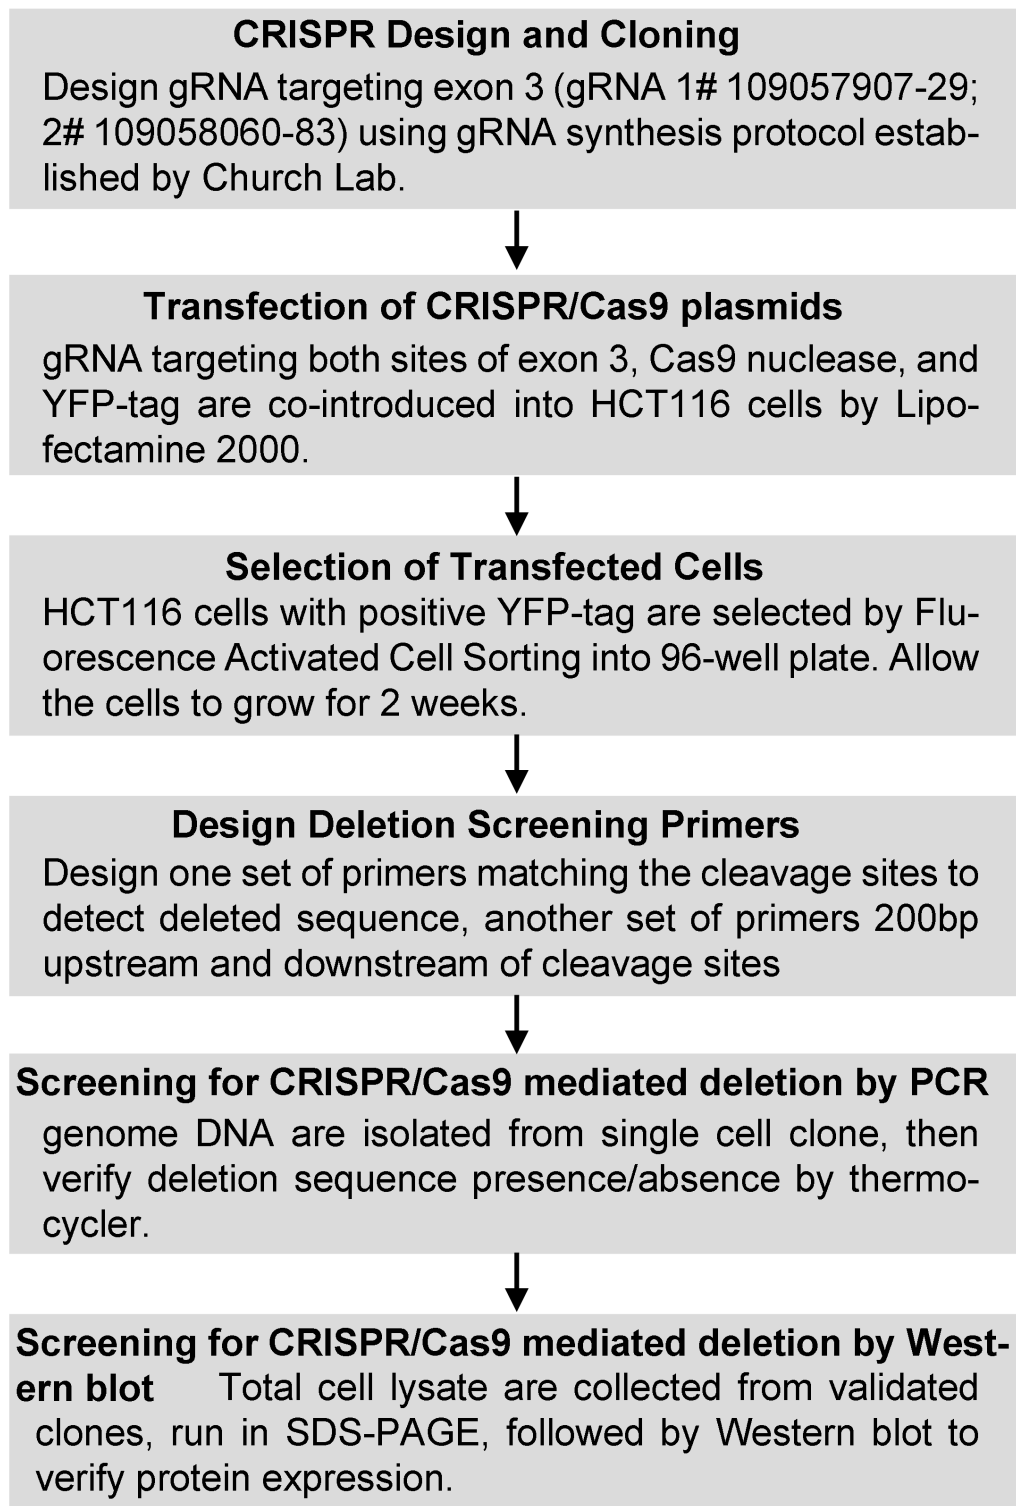 CRISPR Design and Cloning
Design gRNA targeting exon 3 (gRNA 1# 109057907-29;
2# 109058060-83) using gRNA synthesis protocol estab-
lished by Church Lab.
Transfection of CRISPR/Cas9 plasmids
gRNA targeting both sites of exon 3, Cas9 nuclease, and
YFP-tag are co-introduced into HCT116 cells by Lipo-
fectamine 2000.
Selection of Transfected Cells
HCT116 cells with positive YFP-tag are selected by Flu-
orescence Activated Cell Sorting into 96-well plate. Allow
the cells to grow for 2 weeks.
Design Deletion Screening Primers
Design one set of primers matching the cleavage sites to
detect deleted sequence, another set of primers 200bp
upstream and downstream of cleavage sites
Screening for CRISPR/Cas9 mediated deletion by PCR
genome DNA are isolated from single cell clone, then
verify deletion sequence presence/absence by thermo-
cycler.
Screening for CRISPR/Cas9 mediated deletion by West-
ern blot Total cell lysate are collected from validated
clones, run in SDS-PAGE, followed by Western blot to
verify protein expression.